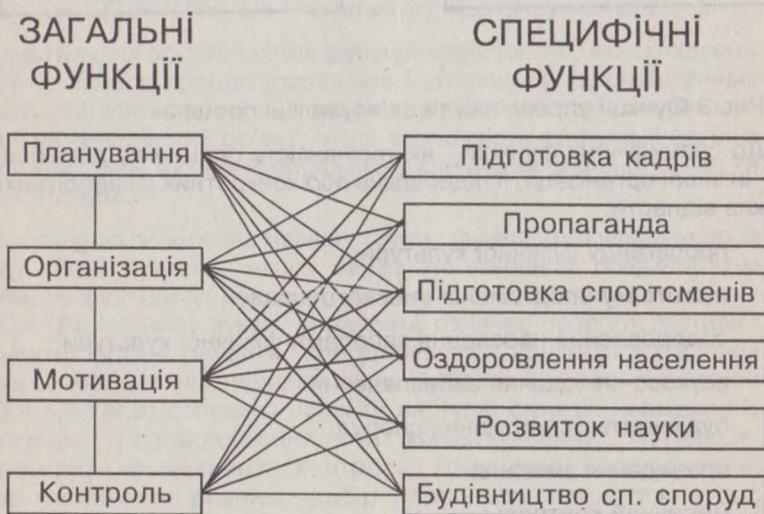 ЗАГАЛЬНІ
ФУНКЦІЇ
Планування
Організація
Мотивація
Контроль
СПЕЦИФІЧНІ
ФУНКЦІЇ
Підготовка кадрів
Пропаганда
Підготовка спортсменів
Оздоровлення населення
Розвиток науки
Будівництво сп. споруд